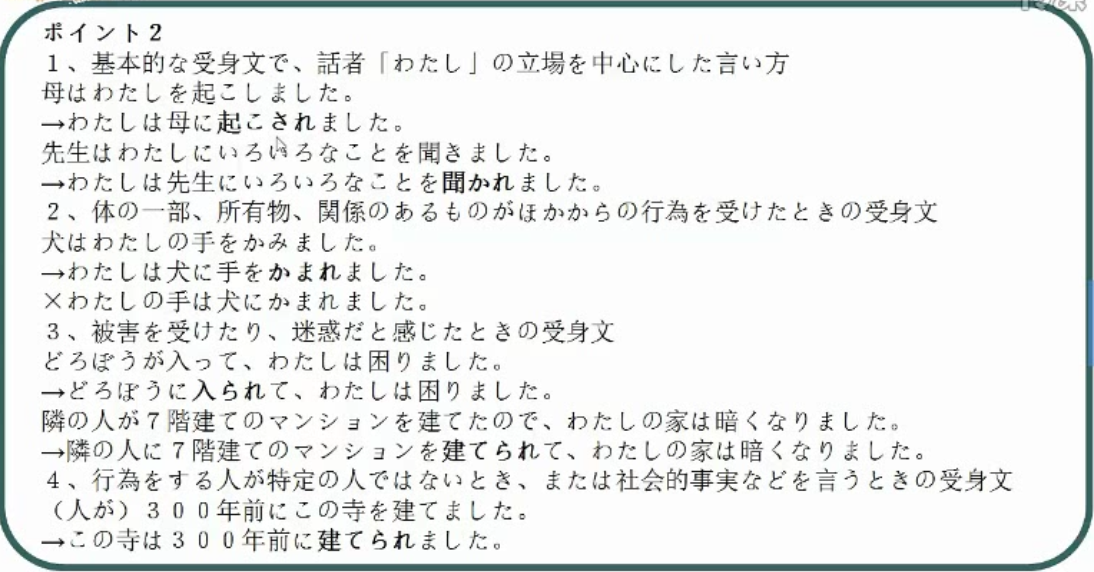 ポイント２
１、基本的な受身文で、話者「わたし」の立場を中心にした言い方
母はわたしを起こしました。
→わたしは母に起こされました。
先生はわたしにいろいろなことを聞きました。
→わたしは先生にいろいろなことを聞かれました。
２、体の一部、所有物、関係のあるものがほかからの行為を受けたときの受身文
犬はわたしの手をかみました。
→わたしは犬に手をかまれました。
×わたしの手は犬にかまれました。
３、被害を受けたり、迷惑だと感じたときの受身文
どろぼうが入って、わたしは困りました。
→どろぼうに入られて、わたしは困りました。
隣の人が７階建てのマンションを建てたので、わたしの家は暗くなりました。
→隣の人に７階建てのマンションを建てられて、わたしの家は暗くなりました。
４、行為をする人が特定の人ではないとき、または社会的事実などを言うときの受身文
（人が）３００年前にこの寺を建てました。
→この寺は３００年前に建てられました。